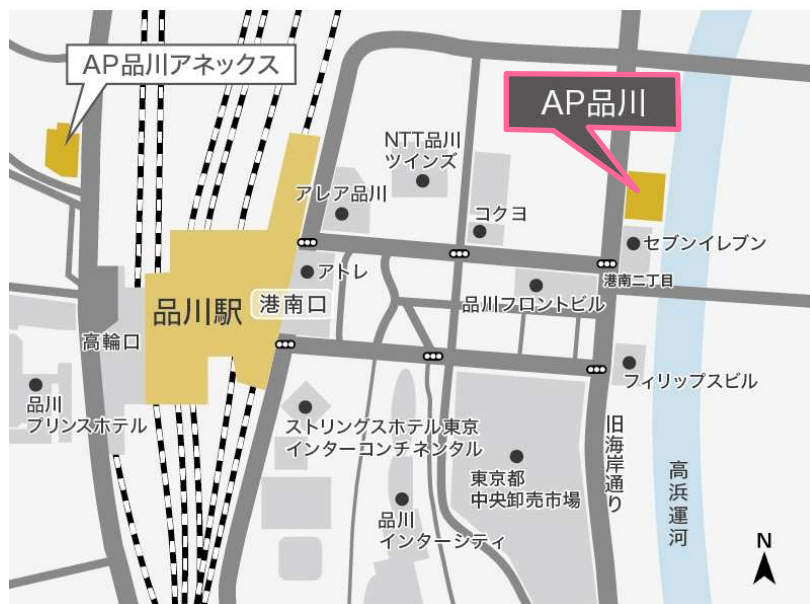 AP品川アネックス
AP品川
NTT品川
ツインズ
アレア品川
コクヨ
セブンイレブン
アトレ
港南二丁目
品川駅
港南口
品川フロントビル
高輪口
フィリップスビル
品川
プリンスホテル
ストリングスホテル東京
インターコンチネンタル
旧海岸通り
東京都
中央卸売市場
高浜運河
品川
インターシティ
N